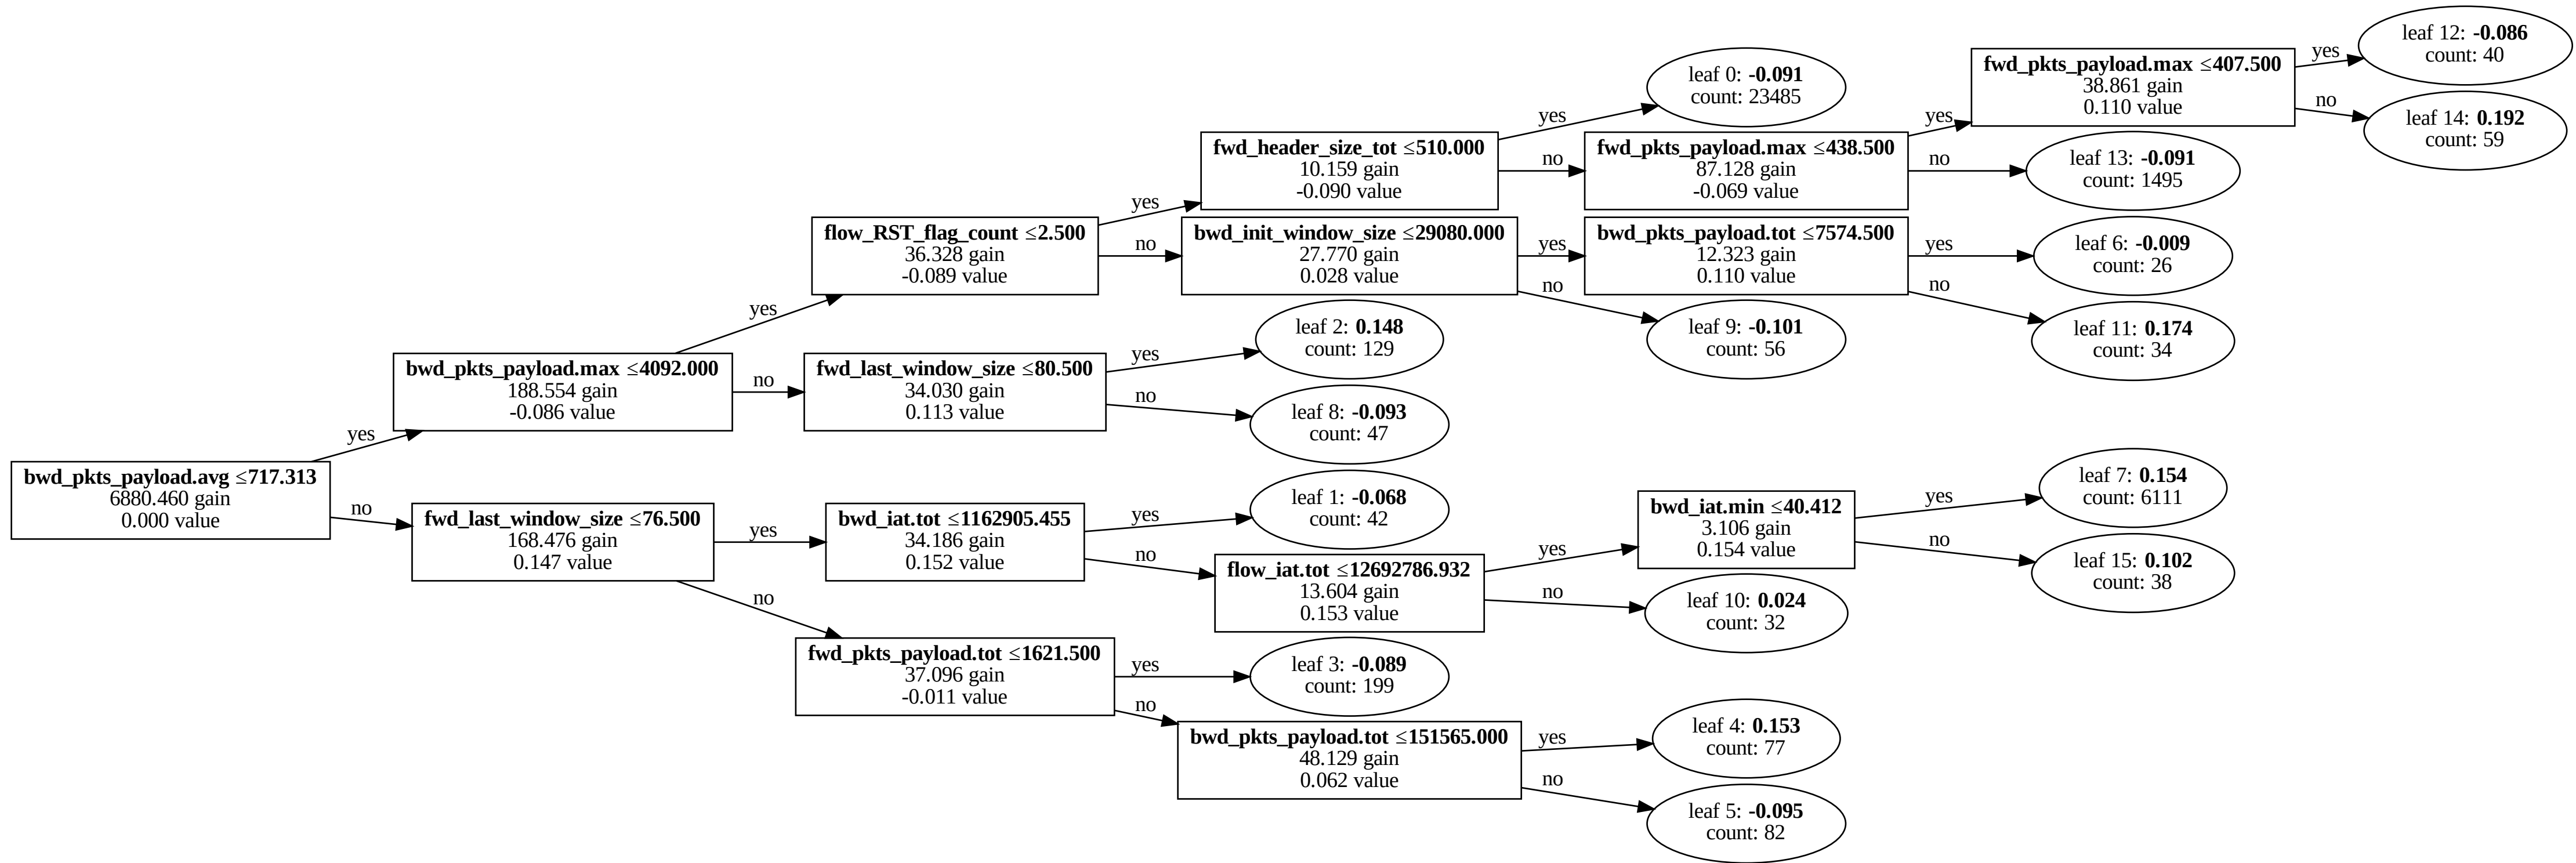 bwd_pkts_payload.avg ≤717.313
6880.460 gain
0.000 value
yes
no
bwd_pkts_payload.max ≤4092.000
188.554 gain
-0.086 value
yes
no
fwd_last_window_size ≤76.500
168.476 gain
0.147 value
yes
no
flow_RST_flag_count ≤2.500
36.328 gain
-0.089 value
yes
no
fwd_last_window_size ≤80.500
34.030 gain
0.113 value
yes
no
bwd_iat.tot ≤1162905.455
34.186 gain
0.152 value
yes
no
fwd_pkts_payload.tot ≤1621.500
37.096 gain
-0.011 value
yes
no
fwd_header_size_tot ≤510.000
10.159 gain
-0.090 value
yes
no
bwd_init_window_size ≤29080.000
27.770 gain
0.028 value
yes
no
leaf 2: 0.148
count: 129
leaf 8: -0.093
count: 47
leaf 1: -0.068
count: 42
flow_iat.tot ≤12692786.932
13.604 gain
0.153 value
yes
no
leaf 3: -0.089
count: 199
bwd_pkts_payload.tot ≤151565.000
48.129 gain
0.062 value
yes
no
leaf 0: -0.091
count: 23485
fwd_pkts_payload.max ≤438.500
87.128 gain
-0.069 value
yes
no
bwd_pkts_payload.tot ≤7574.500
12.323 gain
0.110 value
yes
no
leaf 9: -0.101
count: 56
bwd_iat.min ≤40.412
3.106 gain
0.154 value
yes
no
leaf 10: 0.024
count: 32
leaf 4: 0.153
count: 77
leaf 5: -0.095
count: 82
fwd_pkts_payload.max ≤407.500
38.861 gain
0.110 value
yes
no
leaf 13: -0.091
count: 1495
leaf 6: -0.009
count: 26
leaf 11: 0.174
count: 34
leaf 7: 0.154
count: 6111
leaf 15: 0.102
count: 38
leaf 12: -0.086
count: 40
leaf 14: 0.192
count: 59